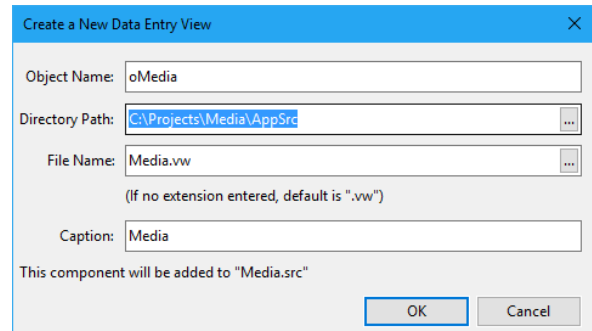 Create a New Data Entry View
Object Name: oMedia
Directory Path: C:\Projects\Media\AppSrc ...
File Name: Media.vw ...
(If no extension entered, default is ".vw")
Caption: Media
This component will be added to "Media.src"
OK Cancel